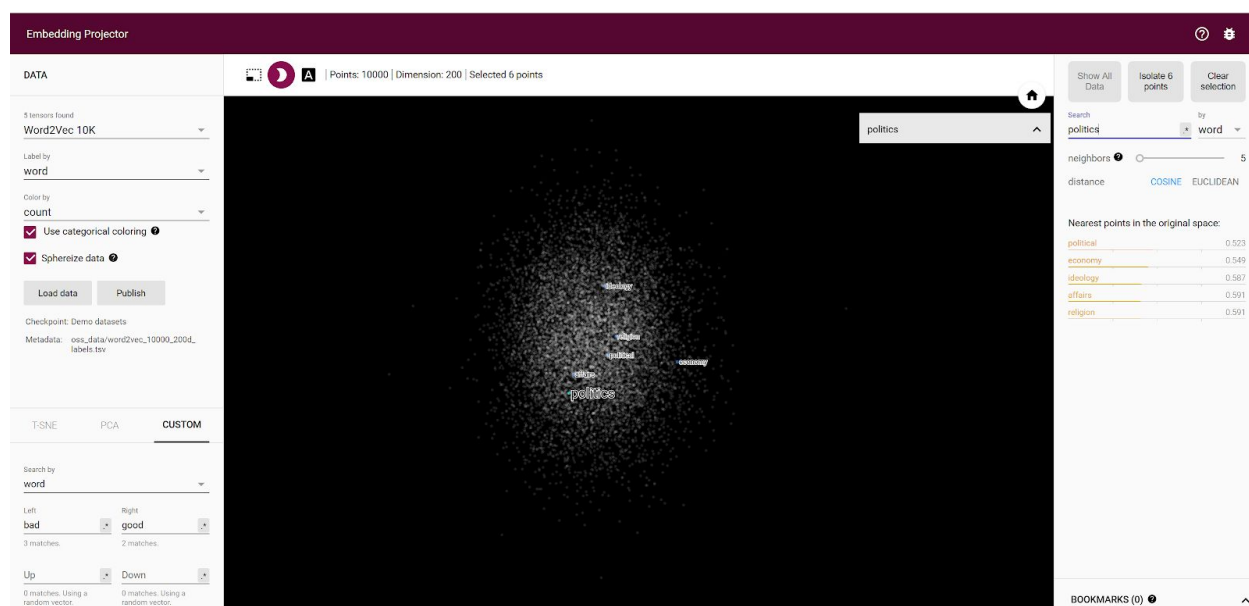 Embedding Projector
DATA
5 tensors found
Word2Vec 10K
Label by
word
Color by
count
Use categorical coloring
Sphereize data
Load data Publish
Checkpoint: Demo datasets
Metadata: oss_data/word2vec_10000_200d_
labels.tsv
T-SNE PCA CUSTOM
Search by
word
Left Right
bad .* good .*
3 matches. 2 matches.
Up .* Down .*
0 matches. Using a 0 matches. Using a
random vector. random vector.
A | Points: 10000 | Dimension: 200 | Selected 6 points
politics
ideology
religion
political
economy
affairs
politics
Show All Isolate 6 Clear
Data points selection
Search by
politics .* word
neighbors 5
distance COSINE EUCLIDEAN
Nearest points in the original space:
political 0.523
economy 0.549
ideology 0.587
affairs 0.591
religion 0.591
BOOKMARKS (0)